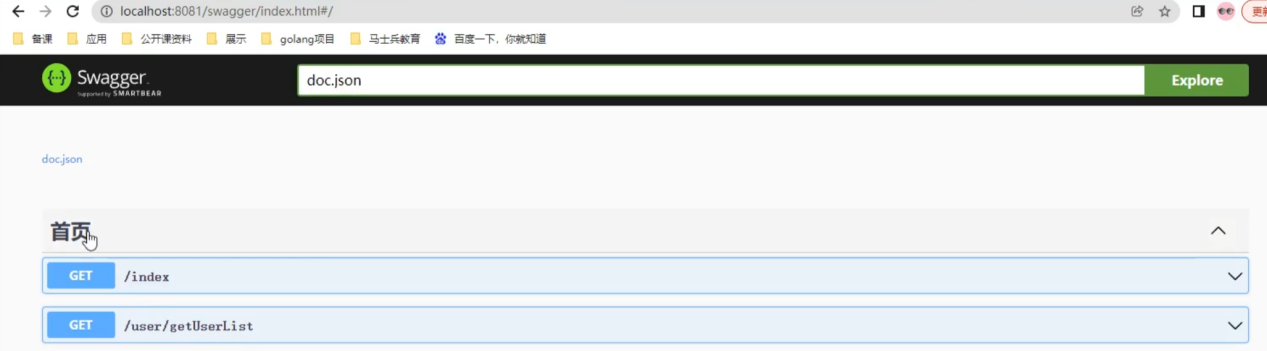 localhost:8081/swagger/index.html#/
更新
备课 应用 公开课资料 展示 golang项目 马士兵教育 百度一下,你就知道
{··} Swagger. doc.json Explore
Supported by SMARTBEAR
doc.json
首页
GET /index
GET /user/getUserList